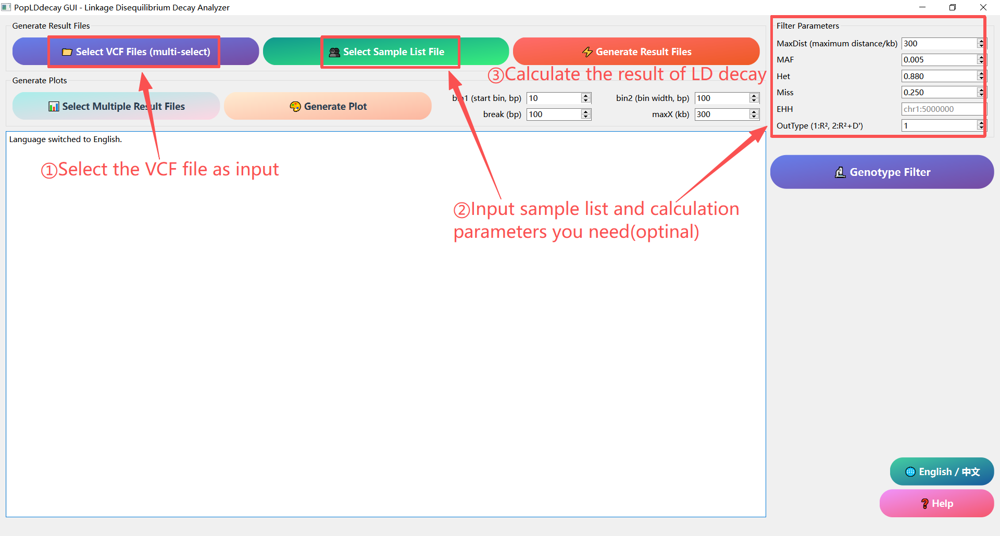 PopLDdecay GUI - Linkage Disequilibrium Decay Analyzer
Generate Result Files
Select VCF Files (multi-select)
Select Sample List File
Generate Result Files
③Calculate the result of LD decay
Generate Plots
Select Multiple Result Files
Generate Plot
bin1 (start bin, bp) 10
bin2 (bin width, bp) 100
break (bp) 100
maxX (kb) 300
Filter Parameters
MaxDist (maximum distance/kb) 300
MAF 0.005
Het 0.880
Miss 0.250
EHH chr1:5000000
OutType (1:R², 2:R²+D') 1
Language switched to English.
①Select the VCF file as input
②Input sample list and calculation
parameters you need(optinal)
Genotype Filter
English / 中文
Help